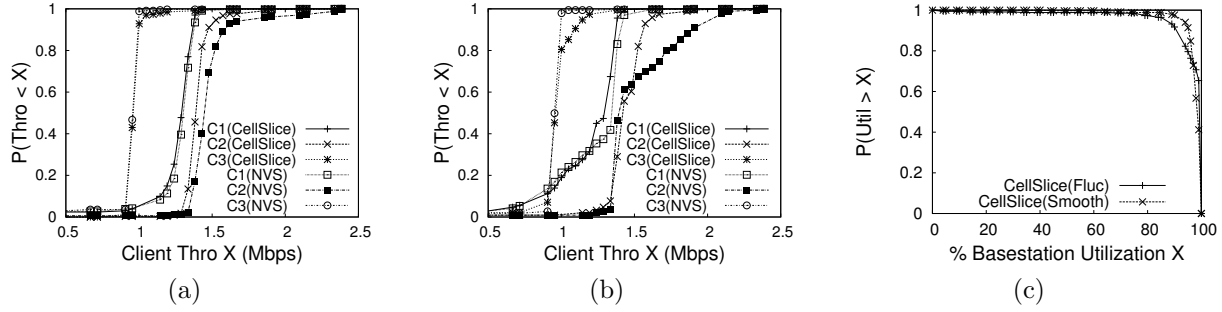 1
0.8
0.6
0.4
0.2
0
P(Thro < X)
C1(CellSlice)
C2(CellSlice)
C3(CellSlice)
C1(NVS)
C2(NVS)
C3(NVS)
0.5 1 1.5 2 2.5
Client Thro X (Mbps)
(a)
1
0.8
0.6
0.4
0.2
0
P(Thro < X)
C1(CellSlice)
C2(CellSlice)
C3(CellSlice)
C1(NVS)
C2(NVS)
C3(NVS)
0.5 1 1.5 2 2.5
Client Thro X (Mbps)
(b)
1
0.8
0.6
0.4
0.2
0
P(Util > X)
CellSlice(Fluc)
CellSlice(Smooth)
0 20 40 60 80 100
% Basestation Utilization X
(c)